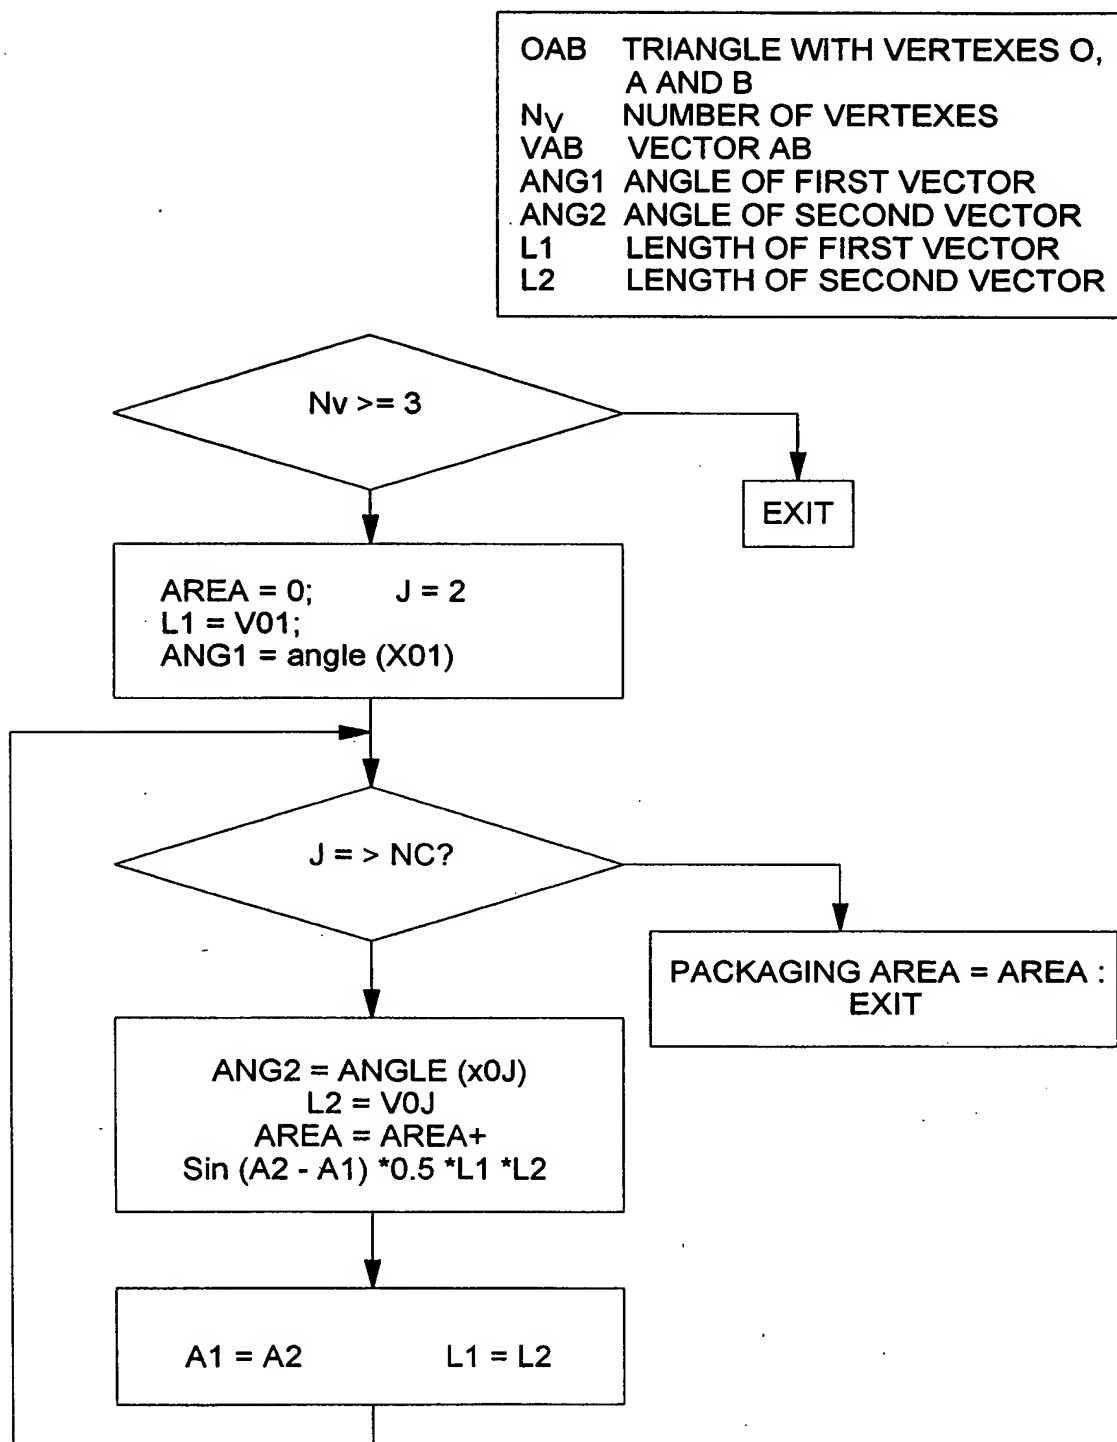 OAB TRIANGLE WITH VERTEXES O,
A AND B
NV NUMBER OF VERTEXES
VAB VECTOR AB
ANG1 ANGLE OF FIRST VECTOR
ANG2 ANGLE OF SECOND VECTOR
L1 LENGTH OF FIRST VECTOR
L2 LENGTH OF SECOND VECTOR
Nv >= 3
EXIT
AREA = 0; J = 2
L1 = V01;
ANG1 = angle (X01)
J = > NC?
PACKAGING AREA = AREA :
EXIT
ANG2 = ANGLE (x0J)
L2 = V0J
AREA = AREA+
Sin (A2 - A1) *0.5 *L1 *L2
A1 = A2 L1 = L2